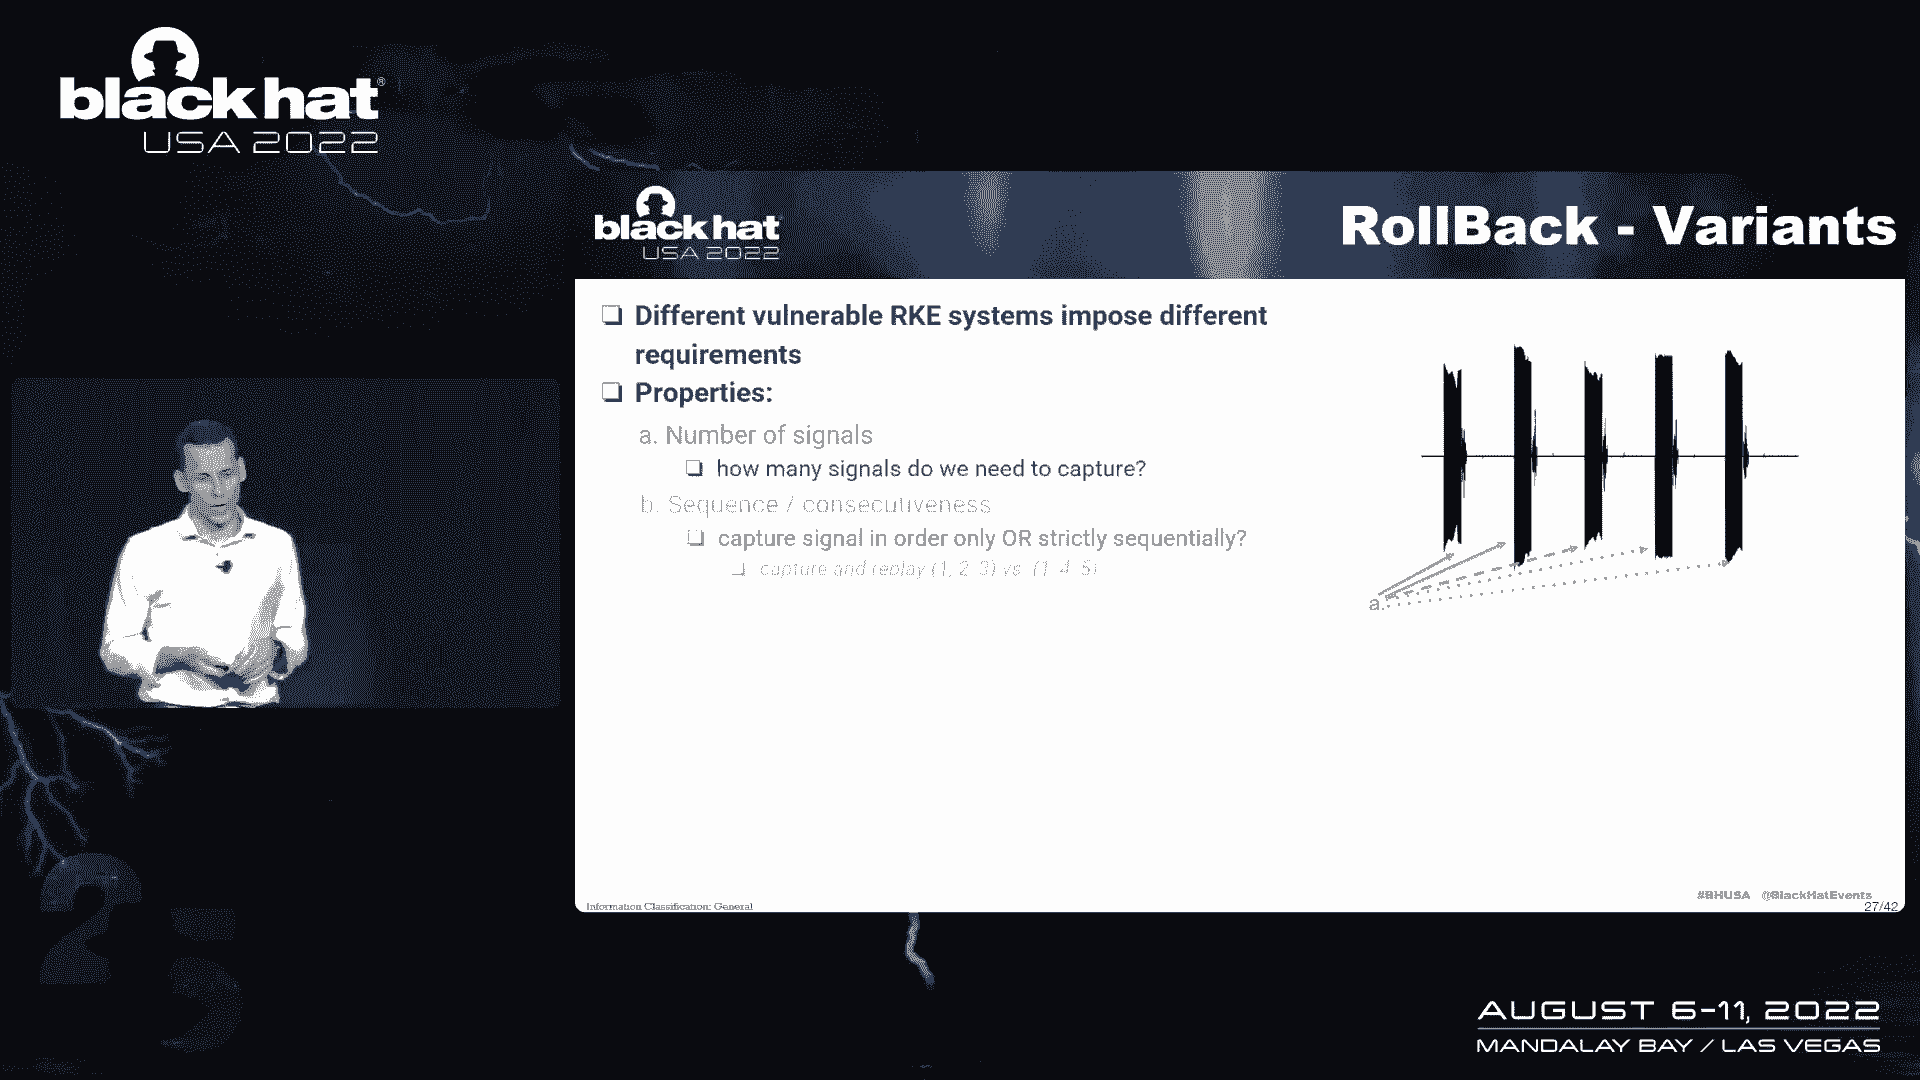 black hat®
USA 2022
black hat
USA 2022
RollBack - Variants
❏ Different vulnerable RKE systems impose different
requirements
❏ Properties:
a. Number of signals
❏ how many signals do we need to capture?
b. Sequence / consecutiveness
❏ capture signal in order only OR strictly sequentially?
❏ capture and replay (1, 2 3) vs. (1 4 5)
a.
Information Classification: General
#BHUSA @BlackHatEvents
27/42
25
AUGUST 6-11, 2022
MANDALAY BAY / LAS VEGAS